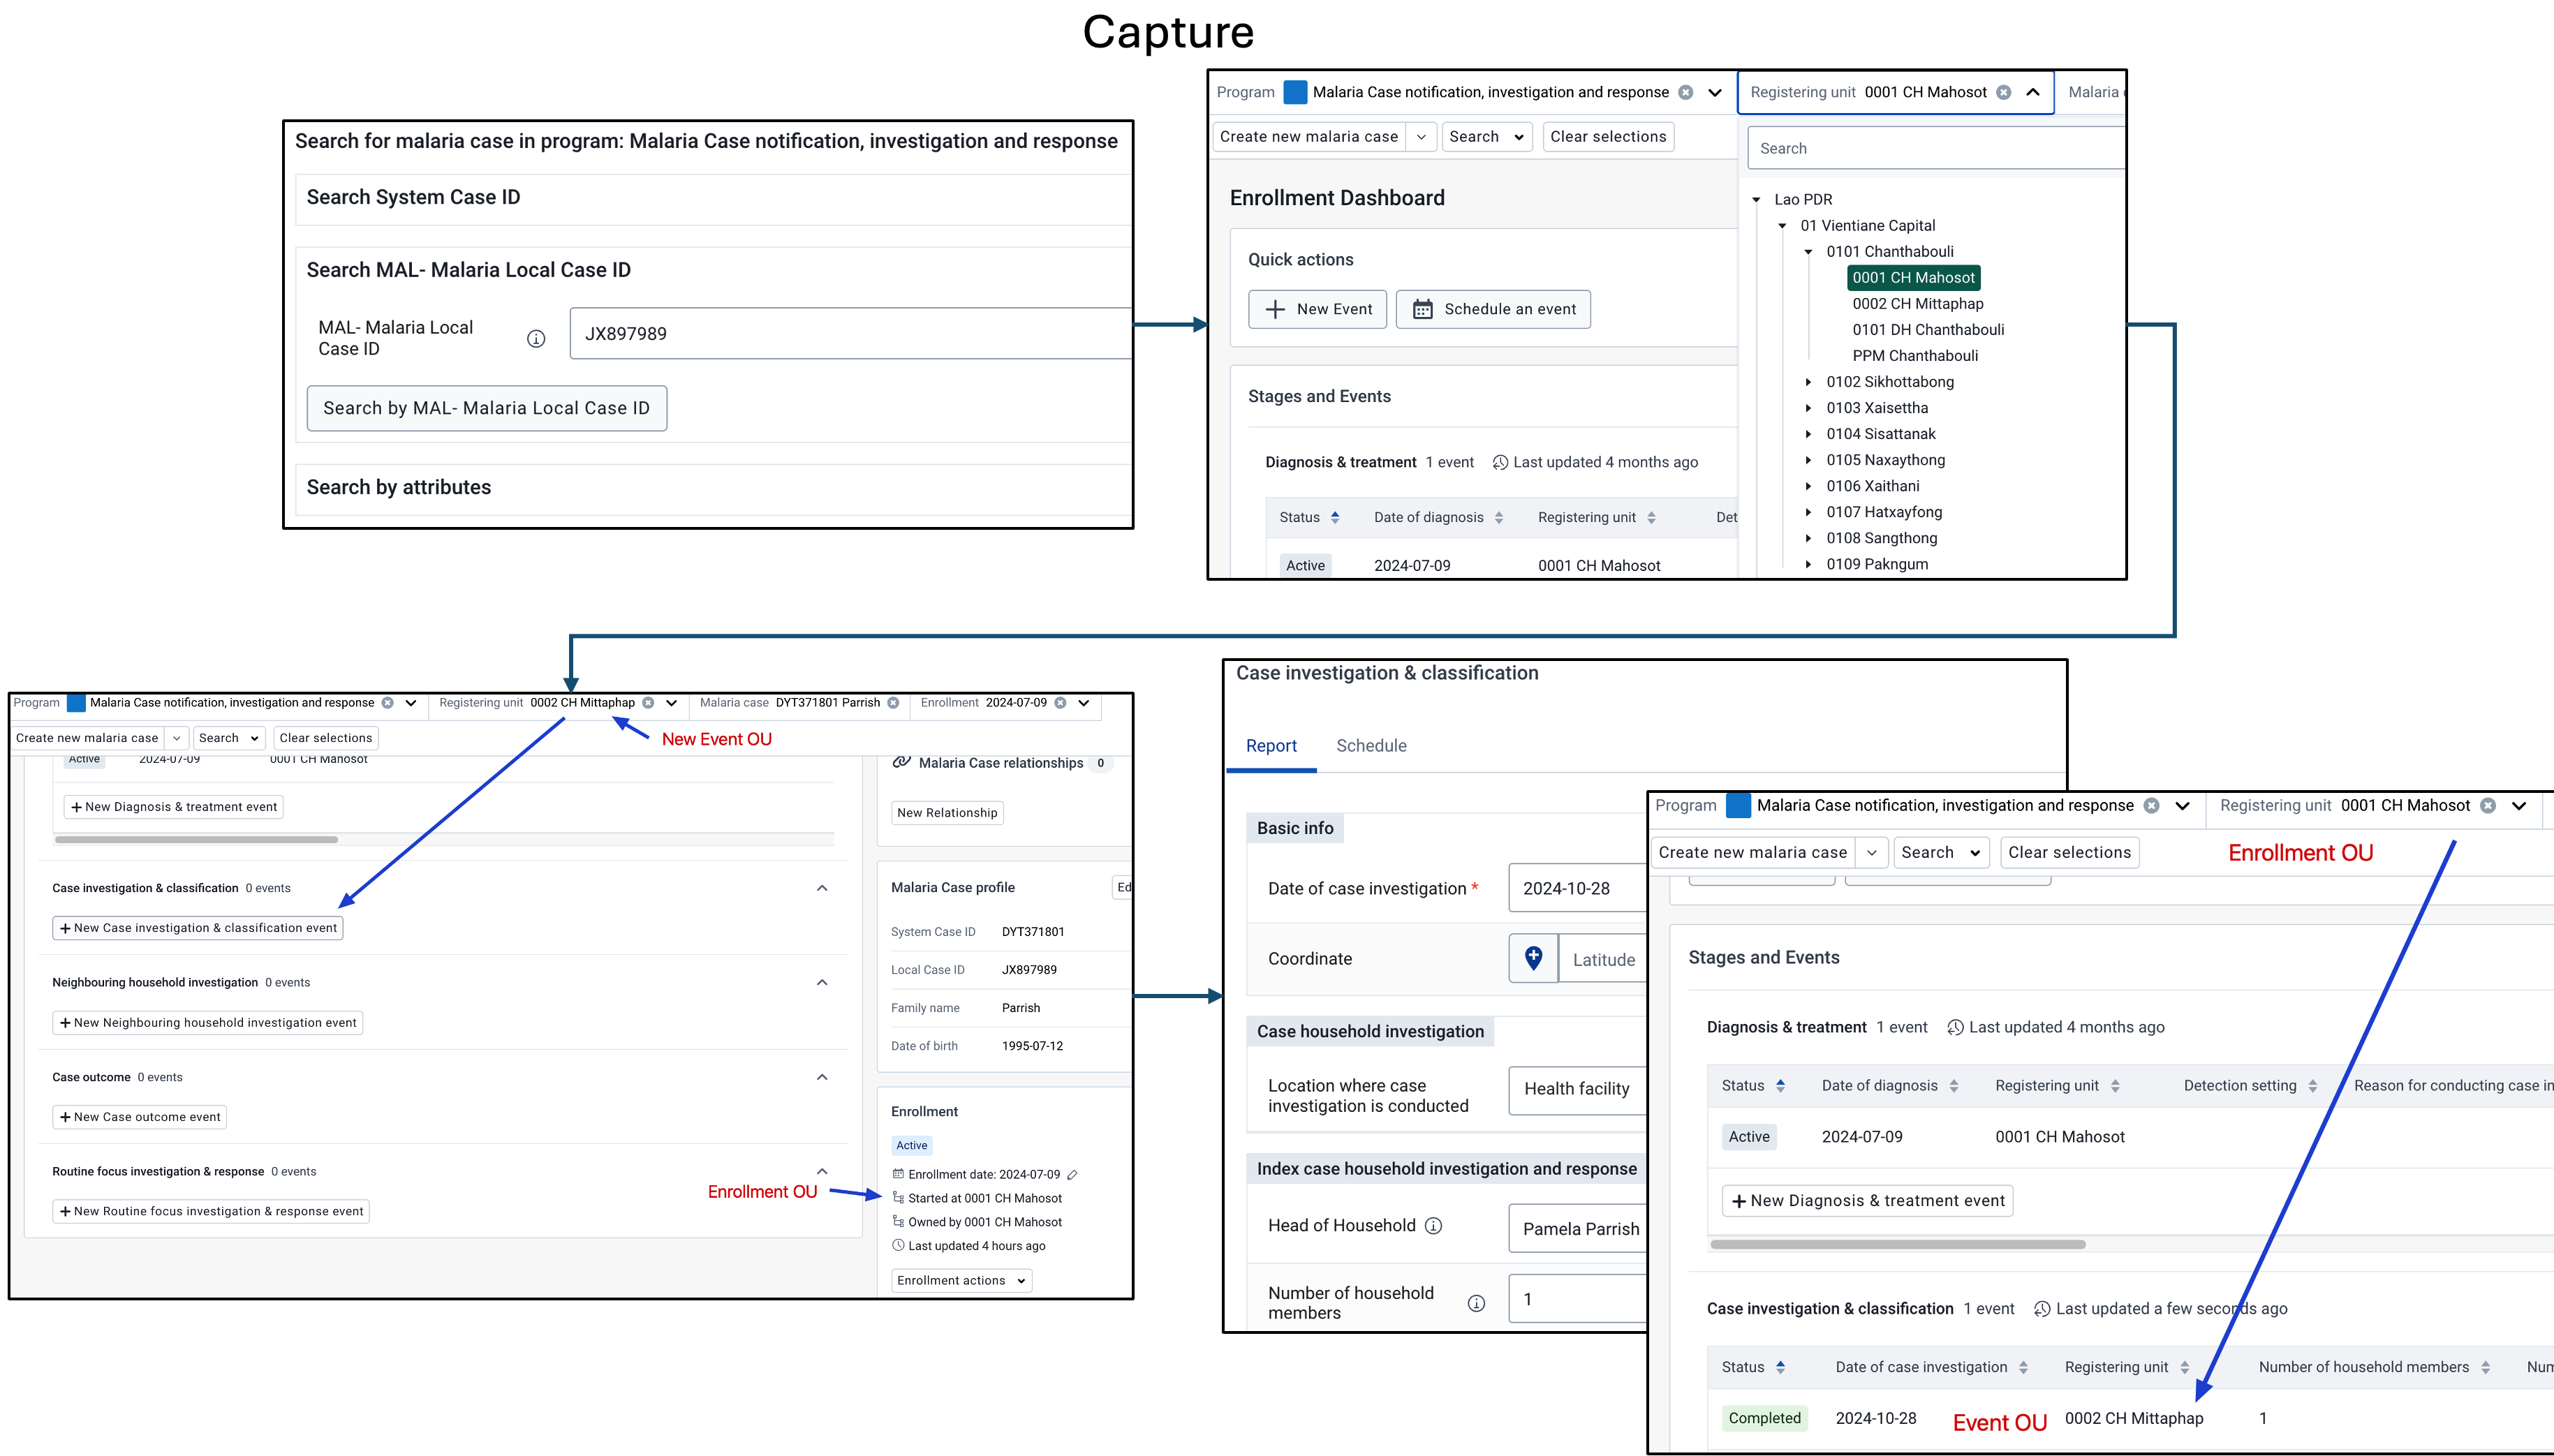 Capture
Search for malaria case in program: Malaria Case notification, investigation and response
Search System Case ID
Search MAL- Malaria Local Case ID
MAL- Malaria Local
Case ID
JX897989
Search by MAL- Malaria Local Case ID
Search by attributes
Program Malaria Case notification, investigation and response Registering unit 0001 CH Mahosot Malaria
Create new malaria case Search Clear selections
Search
Enrollment Dashboard
Quick actions
New Event Schedule an event
Stages and Events
Diagnosis & treatment 1 event Last updated 4 months ago
Status Date of diagnosis Registering unit Det
Active 2024-07-09 0001 CH Mahosot
Lao PDR
01 Vientiane Capital
0101 Chanthabouli
0001 CH Mahosot
0002 CH Mittaphap
0101 DH Chanthabouli
PPM Chanthabouli
0102 Sikhottabong
0103 Xaisettha
0104 Sisattanak
0105 Naxaythong
0106 Xaithani
0107 Hatxayfong
0108 Sangthong
0109 Pakngum
Program Malaria Case notification, investigation and response Registering unit 0002 CH Mittaphap Malaria case DYT371801 Parrish Enrollment 2024-07-09
Create new malaria case Search Clear selections
New Event OU
Active 2024-07-09 0001 CH Mahosot
+ New Diagnosis & treatment event
Case investigation & classification 0 events
+ New Case investigation & classification event
Neighbouring household investigation 0 events
+ New Neighbouring household investigation event
Case outcome 0 events
+ New Case outcome event
Routine focus investigation & response 0 events
+ New Routine focus investigation & response event
Malaria Case relationships 0
New Relationship
Malaria Case profile Ed
System Case ID DYT371801
Local Case ID JX897989
Family name Parrish
Date of birth 1995-07-12
Enrollment
Active
Enrollment date: 2024-07-09
Enrollment OU
Started at 0001 CH Mahosot
Owned by 0001 CH Mahosot
Last updated 4 hours ago
Enrollment actions
Case investigation & classification
Report Schedule
Basic info
Date of case investigation * 2024-10-28
Coordinate Latitude
Case household investigation
Location where case
investigation is conducted
Health facility
Index case household investigation and response
Head of Household Pamela Parrish
Number of household
members
1
Program Malaria Case notification, investigation and response Registering unit 0001 CH Mahosot
Create new malaria case Search Clear selections
Enrollment OU
Stages and Events
Diagnosis & treatment 1 event Last updated 4 months ago
Status Date of diagnosis Registering unit Detection setting Reason for conducting case in
Active 2024-07-09 0001 CH Mahosot
+ New Diagnosis & treatment event
Case investigation & classification 1 event Last updated a few seconds ago
Status Date of case investigation Registering unit Number of household members Num
Completed 2024-10-28 Event OU 0002 CH Mittaphap 1